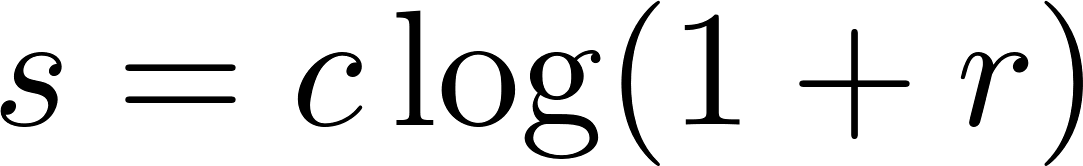 s = c log(1 + r)